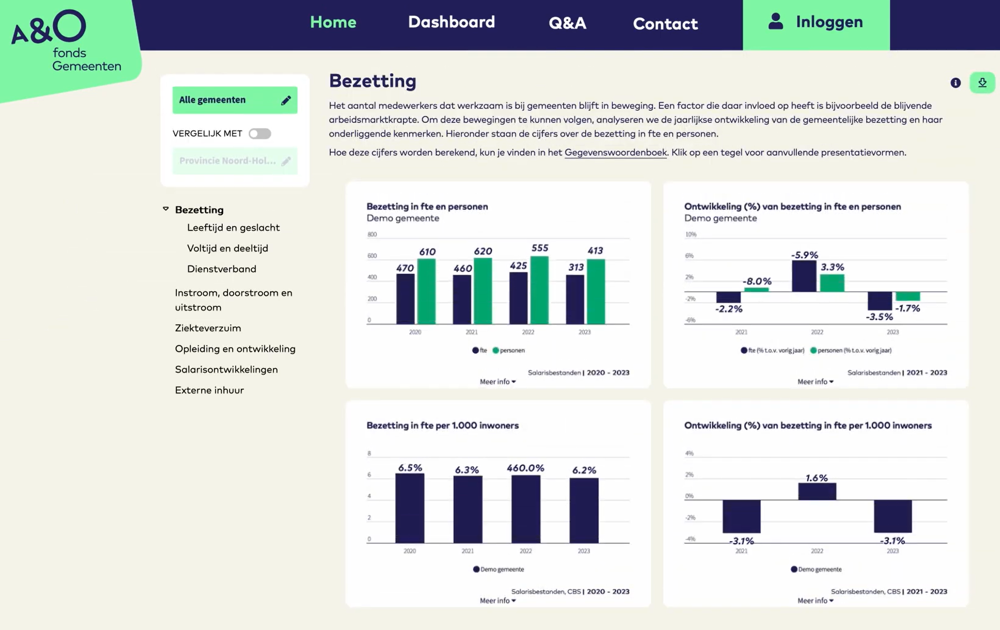 A&O
fonds
Gemeenten
Home
Dashboard
Q&A
Contact
Inloggen
Alle gemeenten
VERGELIJK MET
Provincie Noord-Hol...
Bezetting
Leeftijd en geslacht
Voltijd en deeltijd
Dienstverband
Instroom, doorstroom en
uitstroom
Ziekteverzuim
Opleiding en ontwikkeling
Salarisontwikkelingen
Externe inhuur
Bezetting
Het aantal medewerkers dat werkzaam is bij gemeenten blijft in beweging. Een factor die daar invloed op heeft is bijvoorbeeld de blijvende
arbeidsmarktkrapte. Om deze bewegingen te kunnen volgen, analyseren we de jaarlijkse ontwikkeling van de gemeentelijke bezetting en haar
onderliggende kenmerken. Hieronder staan de cijfers over de bezetting in fte en personen.
Hoe deze cijfers worden berekend, kun je vinden in het Gegevenswoordenboek. Klik op een tegel voor aanvullende presentatievormen.
Bezetting in fte en personen
Demo gemeente
800
600
400
200
0
470
610
460
620
425
555
313
413
2020
2021
2022
2023
fte
personen
Salarisbestanden | 2020 - 2023
Meer info
Ontwikkeling (%) van bezetting in fte en personen
Demo gemeente
10%
6%
2%
-2%
-6%
-2.2%
-8.0%
-5.9%
3.3%
-3.5%
-1.7%
2021
2022
2023
fte (% t.o.v. vorig jaar)
personen (% t.o.v. vorig jaar)
Salarisbestanden | 2021 - 2023
Meer info
Bezetting in fte per 1.000 inwoners
8
6
4
2
0
6.5%
6.3%
460.0%
6.2%
2020
2021
2022
2023
Demo gemeente
Salarisbestanden, CBS | 2020 - 2023
Meer info
Ontwikkeling (%) van bezetting in fte per 1.000 inwoners
4%
2%
0%
-2%
-4%
-3.1%
1.6%
-3.1%
2021
2022
2023
Demo gemeente
Salarisbestanden, CBS | 2021 - 2023
Meer info